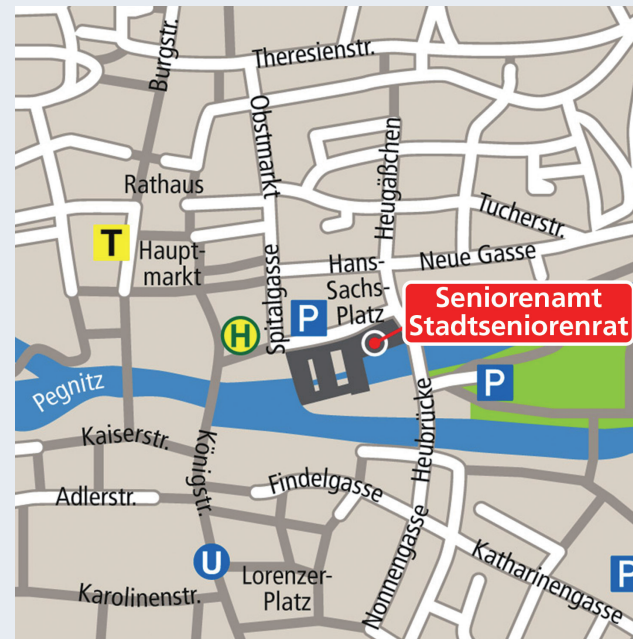 Burgstr.
Theresienstr.
Obstmarkt
Heugäßchen
Rathaus
Tucherstr.
T
Haupt-
markt
Spitalgasse
Hans-
Sachs-
Platz
Neue Gasse
H
P
Seniorenamt
Stadtseniorenrat
Pegnitz
P
Heubrücke
Kaiserstr.
Königstr.
Adlerstr.
Findelgasse
Nonnengasse
Katharinengasse
U
Lorenzer-
Platz
P
Karolinenstr.